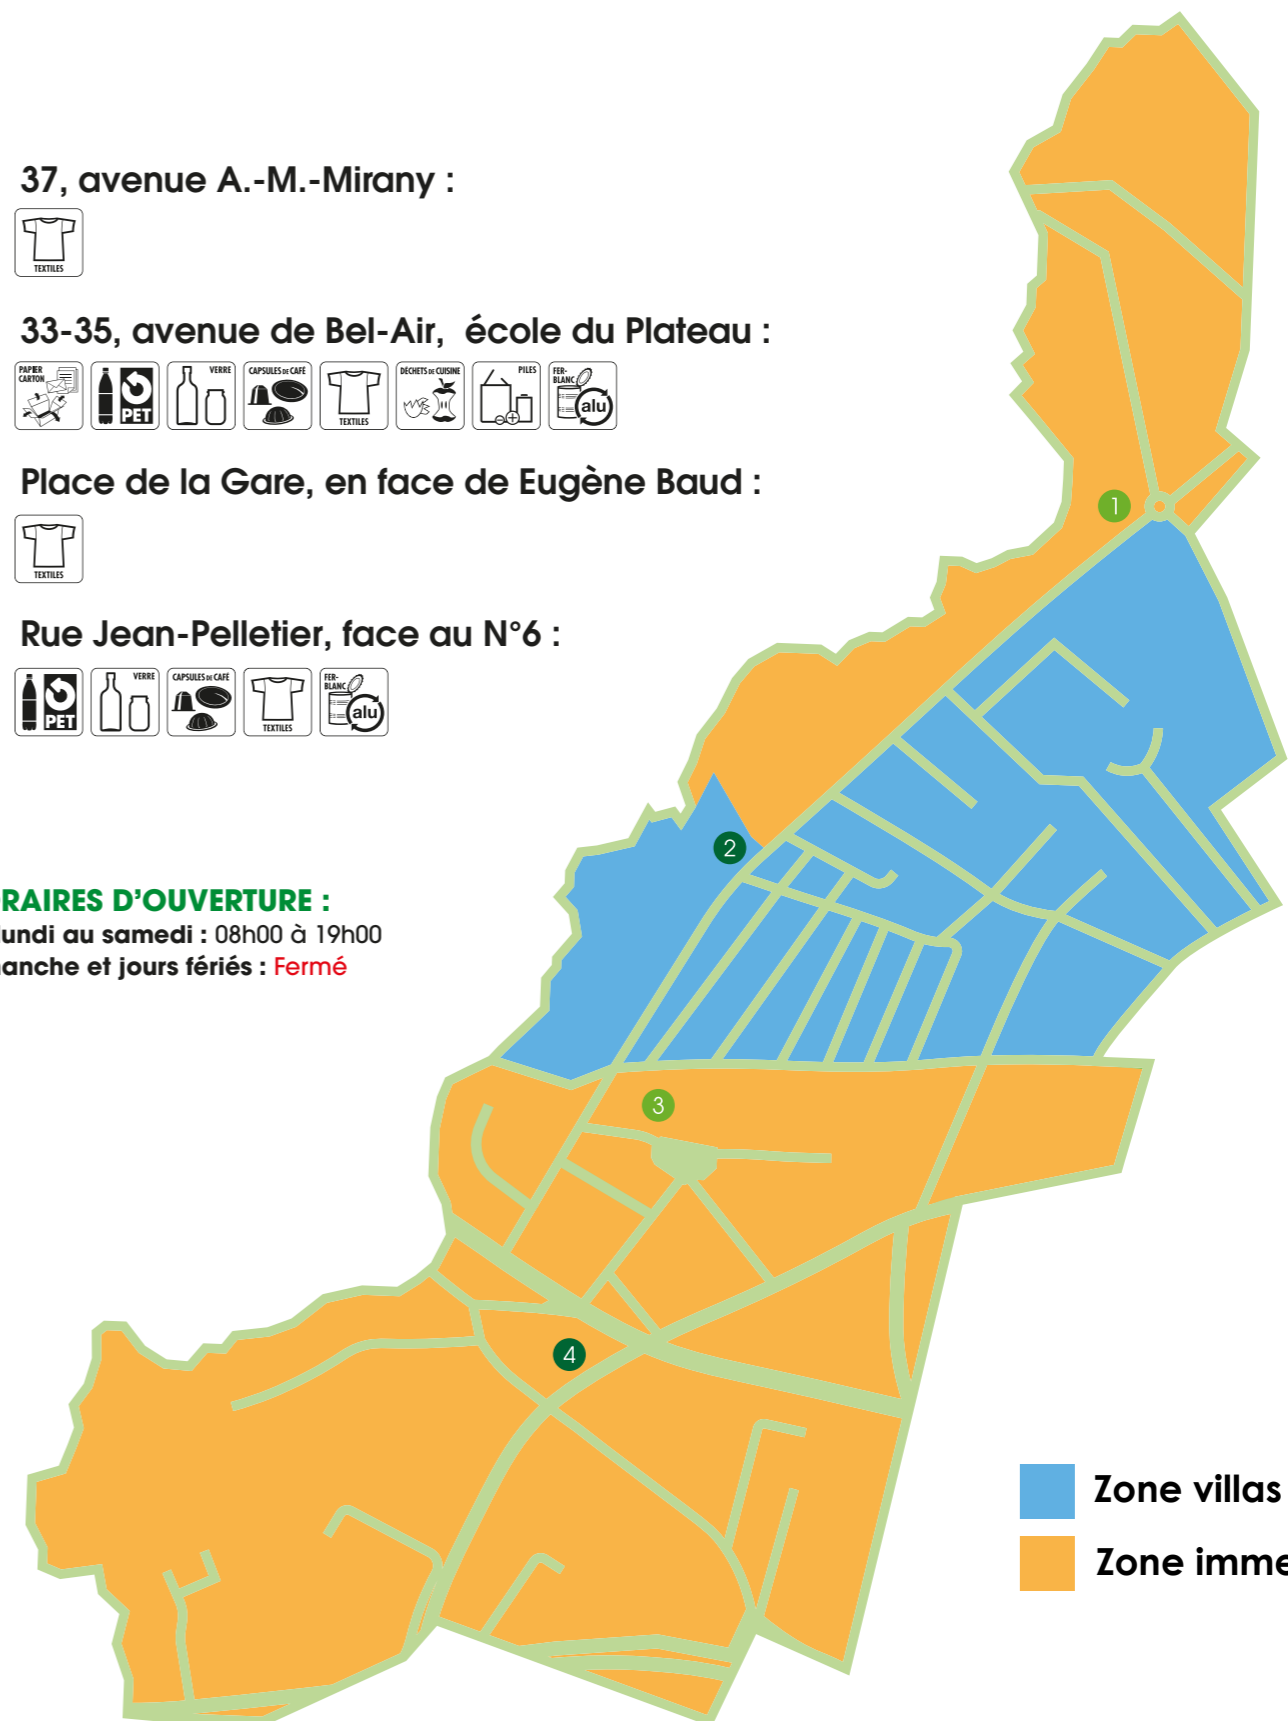 37, avenue A.-M.-Mirany :
TEXTILES
33-35, avenue de Bel-Air, école du Plateau :
PAPIER CARTON
PET
VERRE
CAPSULES DE CAFÉ
TEXTILES
DÉCHETS DE CUISINE
PILES
FER-BLANC
alu
Place de la Gare, en face de Eugène Baud :
TEXTILES
Rue Jean-Pelletier, face au N°6 :
PET
VERRE
CAPSULES DE CAFÉ
TEXTILES
FER-BLANC
alu
RAIRES D'OUVERTURE :
undi au samedi : 08h00 à 19h00
anche et jours fériés : Fermé
1
2
3
4
Zone villas
Zone imme